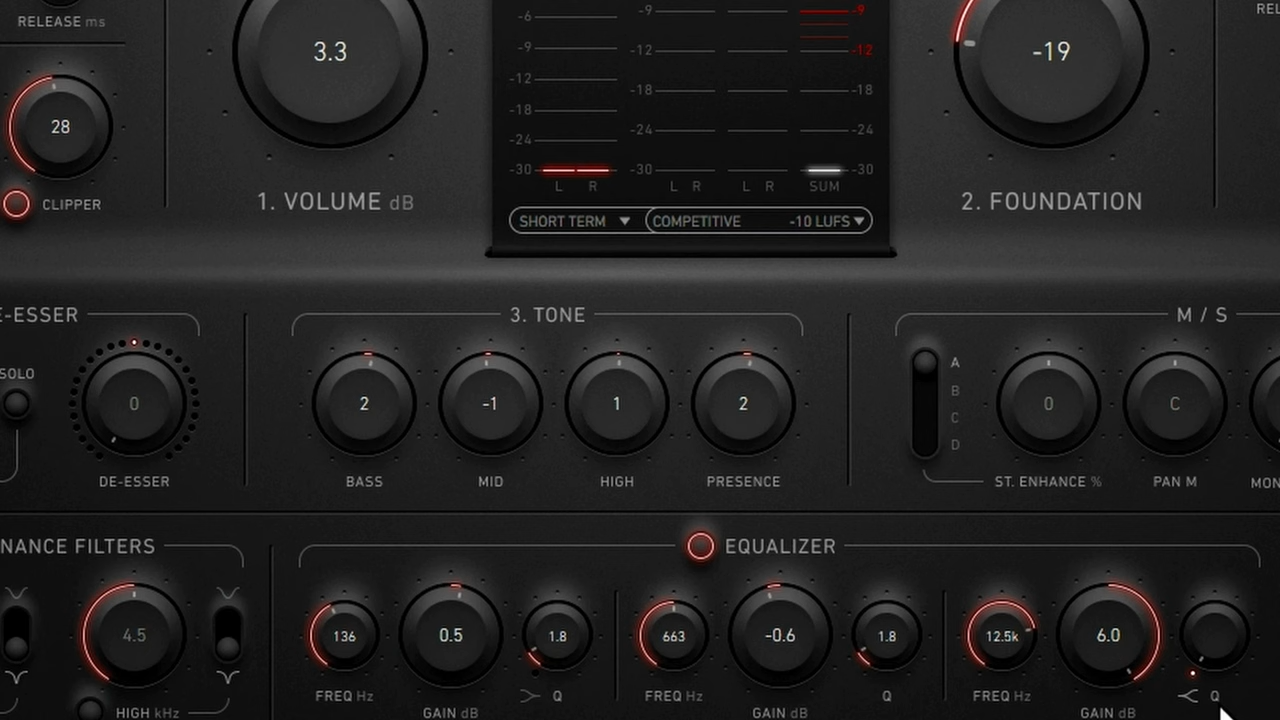 RELEASE ms
28
CLIPPER
3.3
1. VOLUME dB
-6
-9
-12
-18
-24
-30
L R
-9
-12
-18
-24
-30
L R
L R
SUM
-9
-12
-18
-24
-30
SHORT TERM
COMPETITIVE -10 LUFS
-19
2. FOUNDATION
REL
E-ESSER
SOLO
0
DE-ESSER
3. TONE
2 -1 1 2
BASS MID HIGH PRESENCE
M / S
A
B
C
D
0 C
ST. ENHANCE % PAN M MON
NANCE FILTERS
4.5
HIGH kHz
EQUALIZER
136 0.5 1.8 663 -0.6 1.8 12.5k 6.0
FREQ Hz Q FREQ Hz Q FREQ Hz Q
GAIN dB GAIN dB GAIN dB